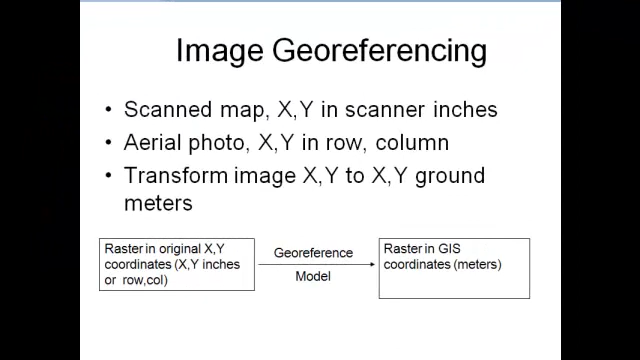 Image Georeferencing
• Scanned map, X,Y in scanner inches
• Aerial photo, X,Y in row, column
• Transform image X,Y to X,Y ground
meters
Raster in original X,Y
coordinates (X,Y inches
or row,col)
Georeference
Model
Raster in GIS
coordinates (meters)